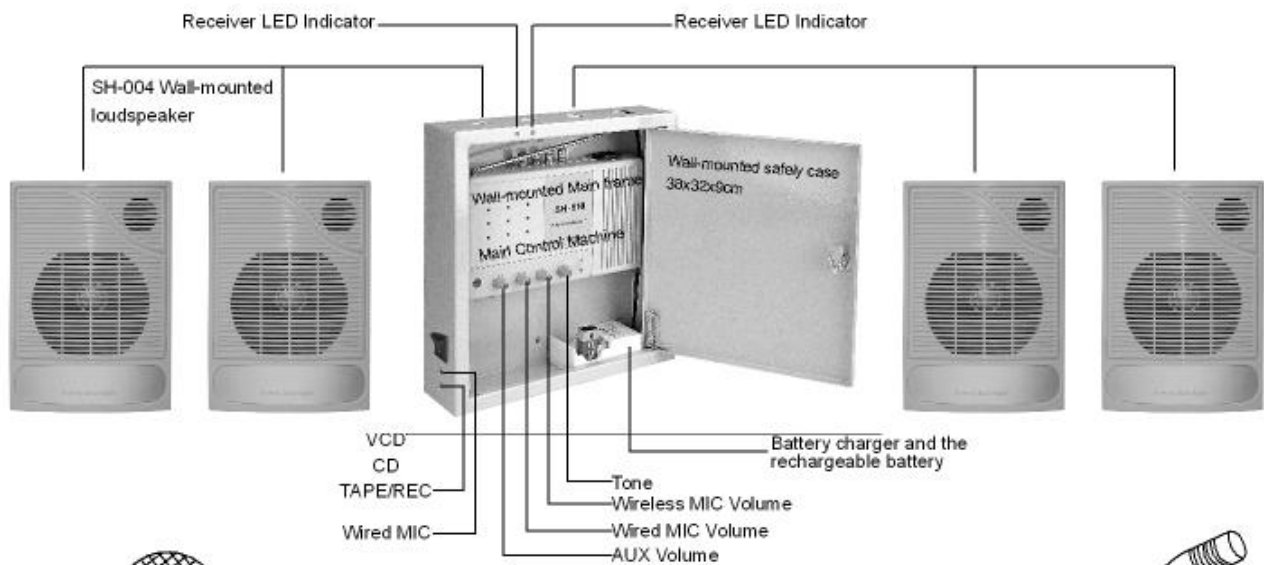 Receiver LED Indicator
Receiver LED Indicator
SH-004 Wall-mounted
loudspeaker
Wall-mounted safely case
38x32x9cm
Wall-mounted Main frame
Main Control Machine
VCD
CD
TAPE/REC
Wired MIC
Battery charger and the
rechargeable battery
Tone
Wireless MIC Volume
Wired MIC Volume
AUX Volume